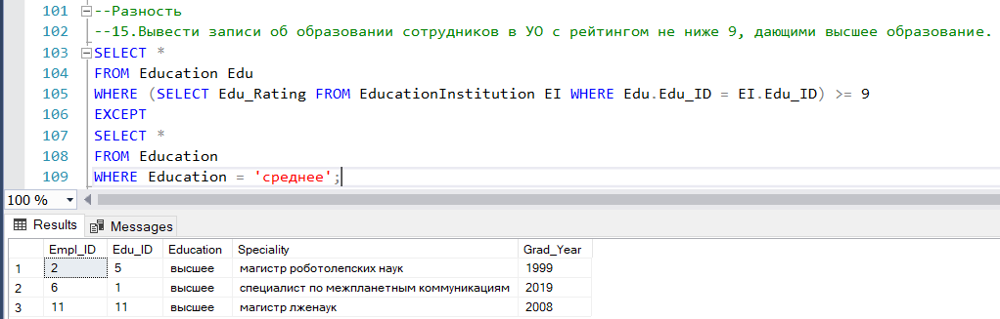 101 --Разность
102 --15.Вывести записи об образовании сотрудников в УО с рейтингом не ниже 9, дающими высшее образование.
103 SELECT *
104 FROM Education Edu
105 WHERE (SELECT Edu_Rating FROM EducationInstitution EI WHERE Edu.Edu_ID = EI.Edu_ID) >= 9
106 EXCEPT
107 SELECT *
108 FROM Education
109 WHERE Education = 'среднее';
100 %
Results Messages
Empl_ID Edu_ID Education Speciality Grad_Year
1 2 5 высшее магистр роботолепских наук 1999
2 6 1 высшее специалист по межпланетным коммуникациям 2019
3 11 11 высшее магистр лженаук 2008